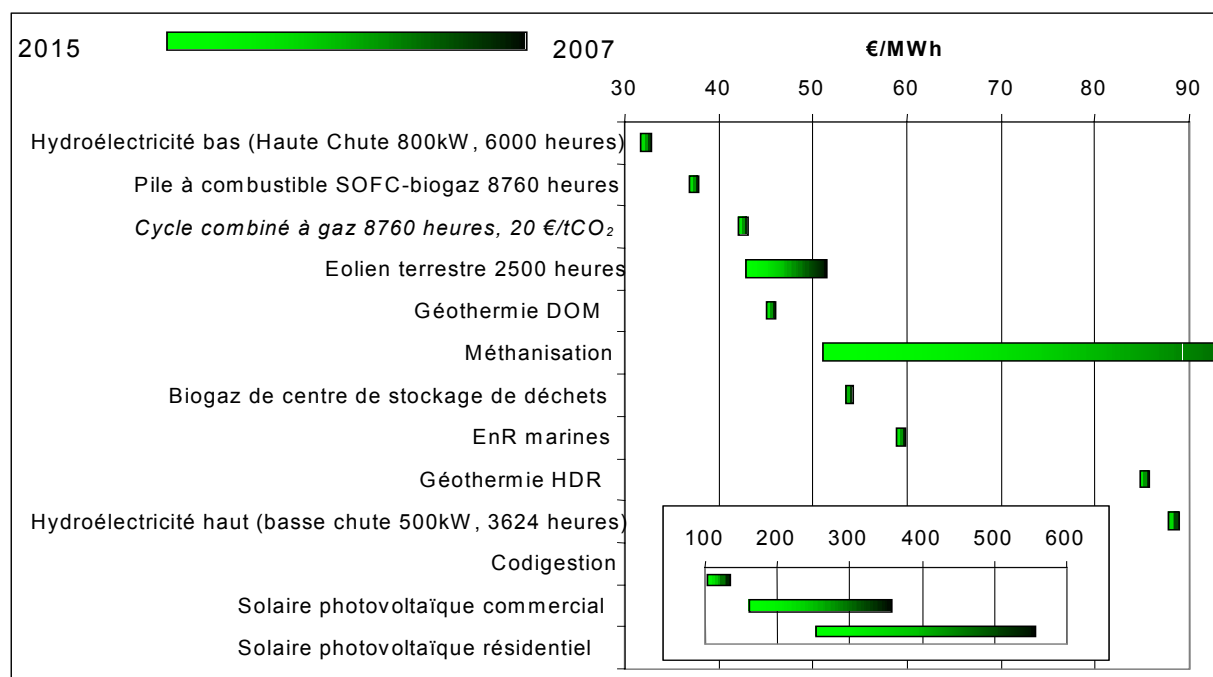 2015 2007 €/MWh
30 40 50 60 70 80 90
Hydroélectricité bas (Haute Chute 800kW, 6000 heures)
Pile à combustible SOFC-biogaz 8760 heures
Cycle combiné à gaz 8760 heures, 20 €/tCO₂
Eolien terrestre 2500 heures
Géothermie DOM
Méthanisation
Biogaz de centre de stockage de déchets
EnR marines
Géothermie HDR
Hydroélectricité haut (basse chute 500kW, 3624 heures)
100 200 300 400 500 600
Codigestion
Solaire photovoltaïque commercial
Solaire photovoltaïque résidentiel